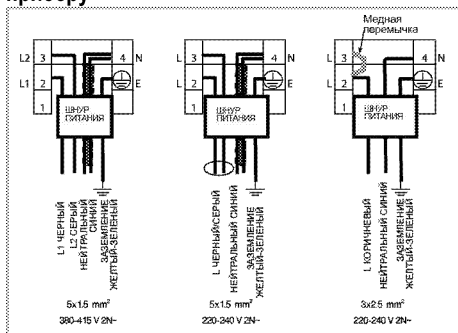 прибору
Медная
перемычка
L2 3 4 N
L1 2 E
1
ШНУР
ПИТАНИЯ
L1 ЧЕРНЫЙ
L2 СЕРЫЙ
НЕЙТРАЛЬНЫЙ
СИНИЙ
ЗАЗЕМЛЕНИЕ
ЖЕЛТЫЙ-ЗЕЛЕНЫЙ
5x1.5 mm²
380-415 V 2N~
L 3 4 N
L 2 E
1
ШНУР
ПИТАНИЯ
L ЧЕРНЫЙ/СЕРЫЙ
НЕЙТРАЛЬНЫЙ СИНИЙ
ЗАЗЕМЛЕНИЕ
ЖЕЛТЫЙ-ЗЕЛЕНЫЙ
5x1.5 mm²
220-240 V 2N~
L 3 4 N
L 2 E
1
ШНУР
ПИТАНИЯ
L КОРИЧНЕВЫЙ
НЕЙТРАЛЬНЫЙ СИНИЙ
ЗАЗЕМЛЕНИЕ
ЖЕЛТЫЙ-ЗЕЛЕНЫЙ
3x2.5 mm²
220-240 V 2N~